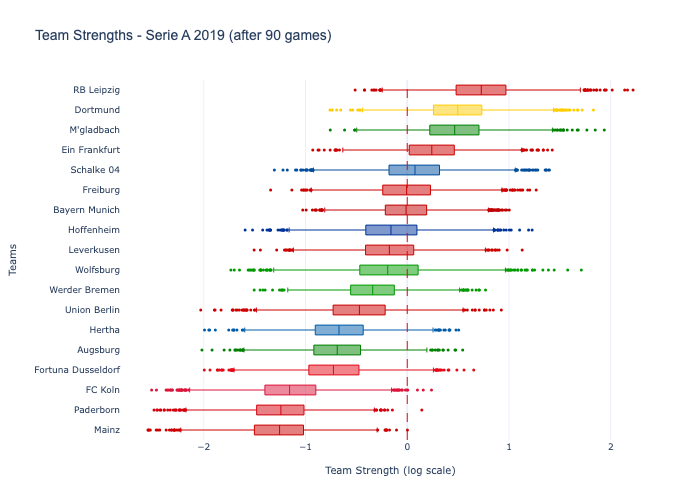 Team Strengths - Serie A 2019 (after 90 games)
RB Leipzig
Dortmund
M'gladbach
Ein Frankfurt
Schalke 04
Freiburg
Bayern Munich
Hoffenheim
Leverkusen
Wolfsburg
Werder Bremen
Union Berlin
Hertha
Augsburg
Fortuna Dusseldorf
FC Koln
Paderborn
Mainz
Teams
−2 −1 0 1 2
Team Strength (log scale)